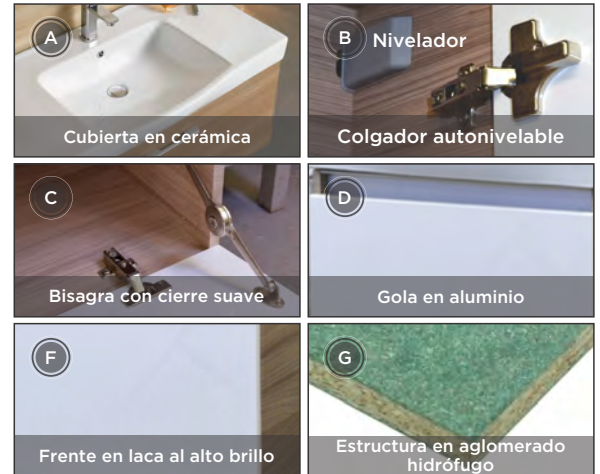 A
Cubierta en cerámica
B
Nivelador
Colgador autonivelable
C
Bisagra con cierre suave
D
Gola en aluminio
F
Frente en laca al alto brillo
G
Estructura en aglomerado
hidrófugo